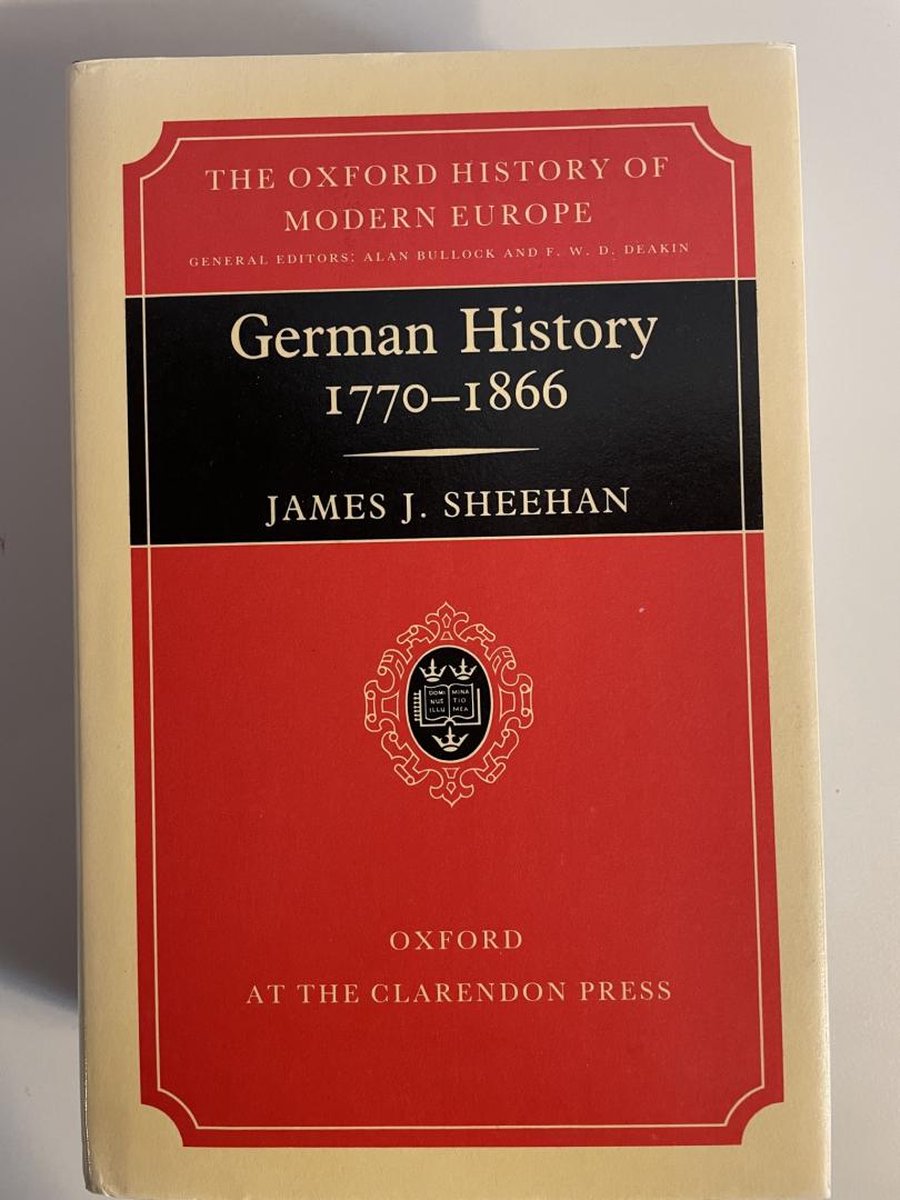 THE OXFORD HISTORY OF
MODERN EUROPE
GENERAL EDITORS: ALAN BULLOCK AND F. W. D. DEAKIN
German History
1770–1866
JAMES J. SHEEHAN
DOMI MINA
NUS TIO
ILLU MEA
OXFORD
AT THE CLARENDON PRESS